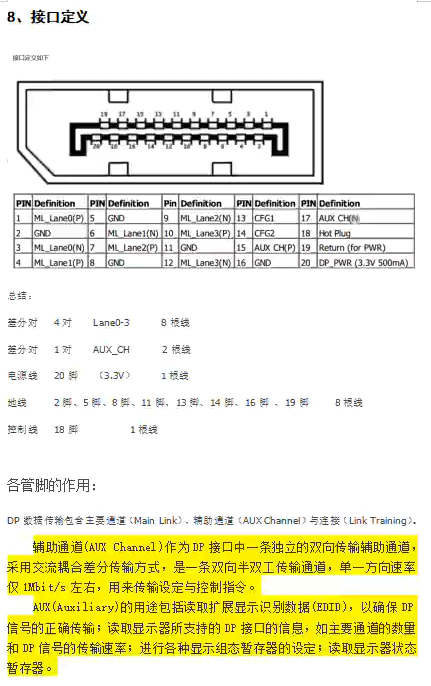 8、接口定义
接口定义如下
19 17 15 13 11 9 7 5 3 1
20 18 16 14 12 10 8 6 4 2
PIN Definition PIN Definition Pin Definition PIN Definition PIN Definition
1 ML_Lane0(P) 5 GND 9 ML_Lane2(N) 13 CFG1 17 AUX CH(N)
2 GND 6 ML_Lane1(N) 10 ML_Lane3(P) 14 CFG2 18 Hot Plug
3 ML_Lane0(N) 7 ML_Lane2(P) 11 GND 15 AUX CH(P) 19 Return (for PWR)
4 ML_Lane1(P) 8 GND 12 ML_Lane3(N) 16 GND 20 DP_PWR (3.3V 500mA)
总结：
差分对 4对 Lane0-3 8根线
差分对 1对 AUX_CH 2根线
电源线 20脚 （3.3V） 1根线
地线 2脚、5脚、8脚、11脚、13脚、14脚、16脚、19脚 8根线
控制线 18脚 1根线
各管脚的作用：
DP数据传输包含主要通道（Main Link）、辅助通道（AUX Channel）与连接（Link Training）。
辅助通道(AUX Channel)作为DP接口中一条独立的双向传输辅助通道，
采用交流耦合差分传输方式，是一条双向半双工传输通道，单一方向速率
仅1Mbit/s左右，用来传输设定与控制指令。
AUX(Auxiliary)的用途包括读取扩展显示识别数据(EDID)，以确保DP
信号的正确传输；读取显示器所支持的DP接口的信息，如主要通道的数量
和DP信号的传输速率；进行各种显示组态暂存器的设定；读取显示器状态
暂存器。